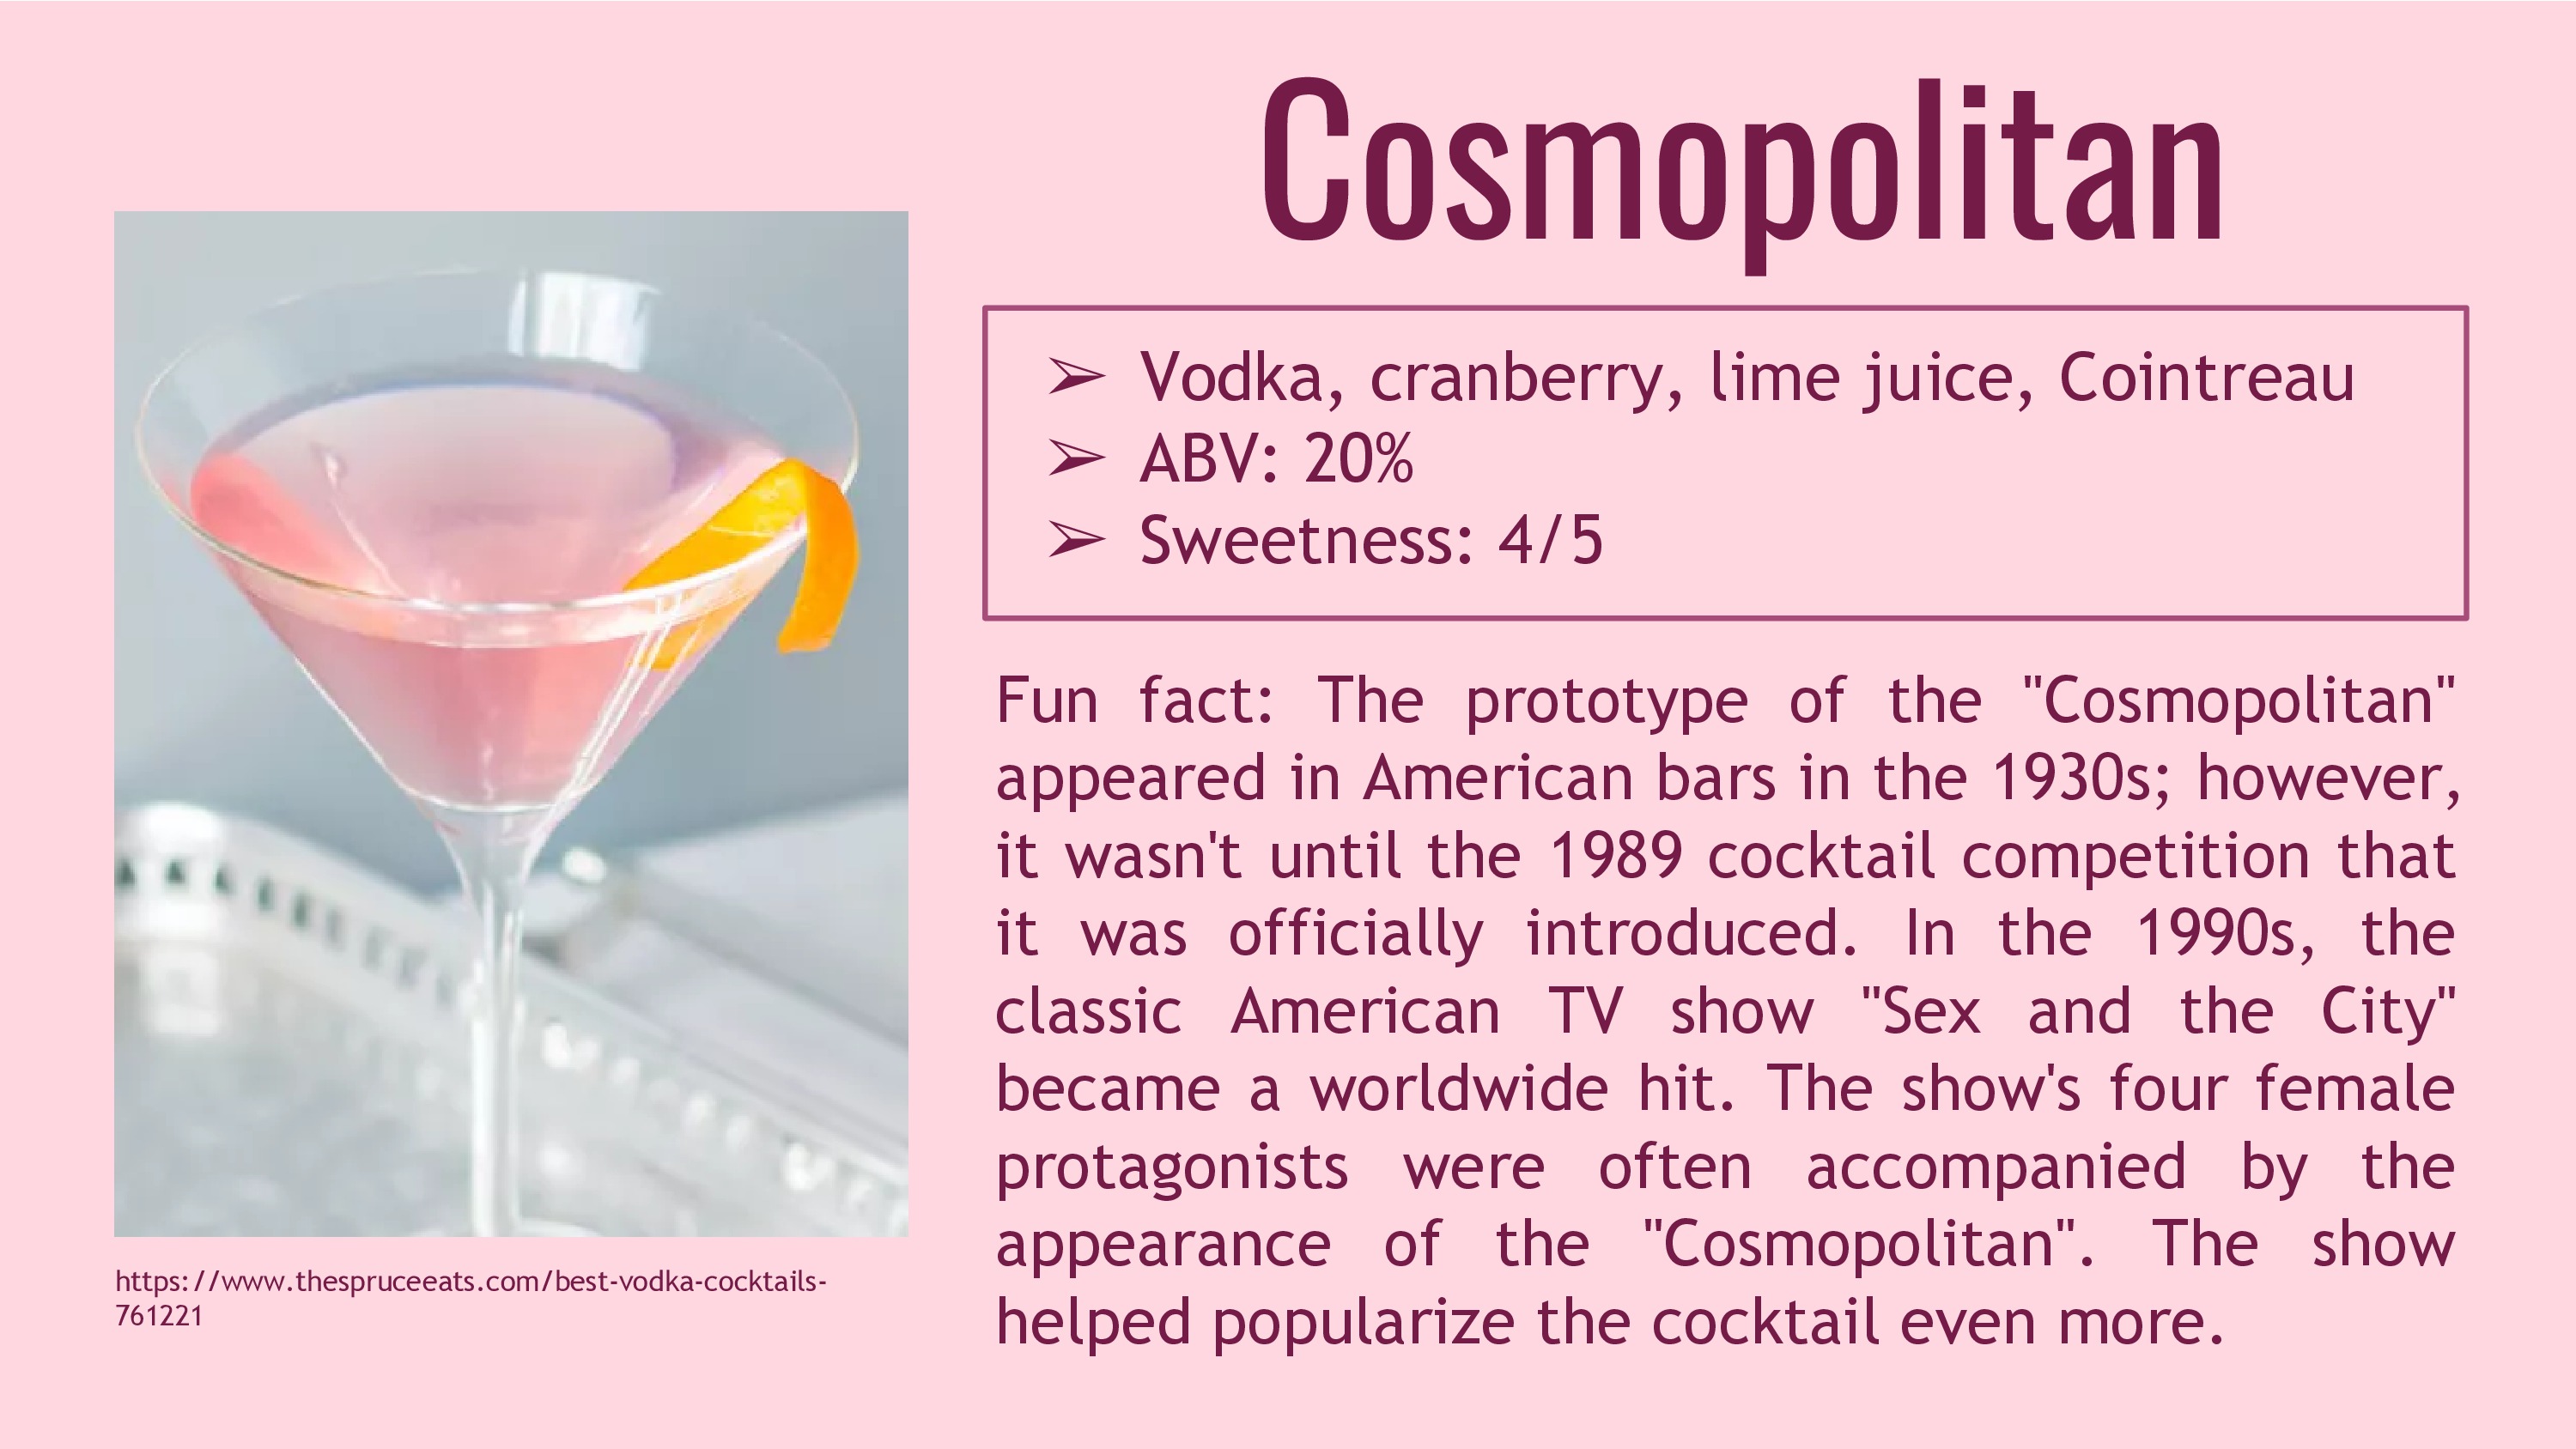 Cosmopolitan
➢ Vodka, cranberry, lime juice, Cointreau
➢ ABV: 20%
➢ Sweetness: 4/5
Fun fact: The prototype of the "Cosmopolitan"
appeared in American bars in the 1930s; however,
it wasn't until the 1989 cocktail competition that
it was officially introduced. In the 1990s, the
classic American TV show "Sex and the City"
became a worldwide hit. The show's four female
protagonists were often accompanied by the
appearance of the "Cosmopolitan". The show
helped popularize the cocktail even more.
https://www.thespruceeats.com/best-vodka-cocktails-
761221